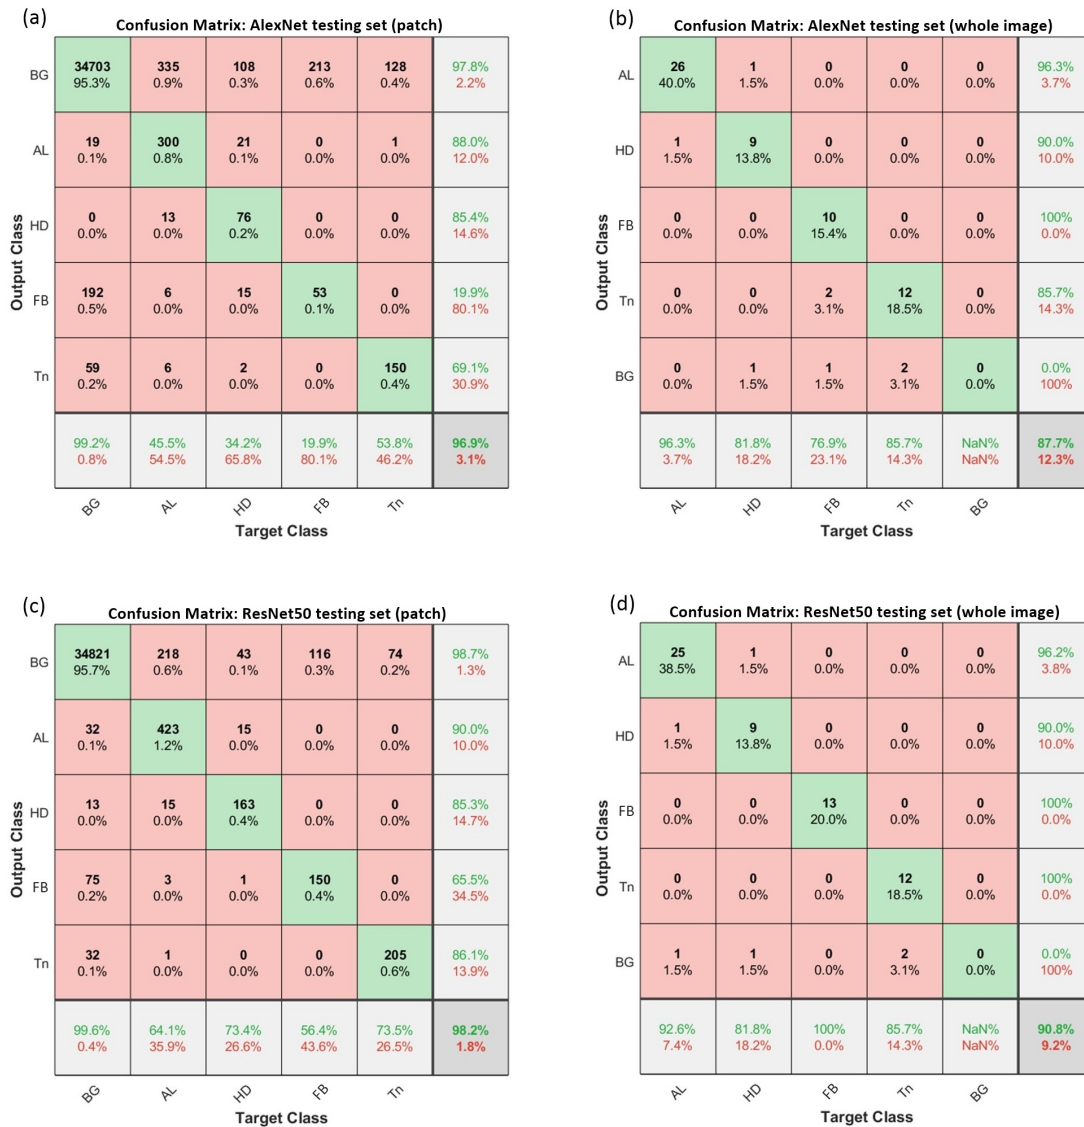 (a)
Confusion Matrix: AlexNet testing set (patch)
BG 34703 335 108 213 128 97.8%
95.3% 0.9% 0.3% 0.6% 0.4% 2.2%
AL 19 300 21 0 1 88.0%
0.1% 0.8% 0.1% 0.0% 0.0% 12.0%
HD 0 13 76 0 0 85.4%
0.0% 0.0% 0.2% 0.0% 0.0% 14.6%
FB 192 6 15 53 0 19.9%
0.5% 0.0% 0.0% 0.1% 0.0% 80.1%
Tn 59 6 2 0 150 69.1%
0.2% 0.0% 0.0% 0.0% 0.4% 30.9%
99.2% 45.5% 34.2% 19.9% 53.8% 96.9%
0.8% 54.5% 65.8% 80.1% 46.2% 3.1%
BG AL HD FB Tn
Output Class
Target Class
(b)
Confusion Matrix: AlexNet testing set (whole image)
AL 26 1 0 0 0 96.3%
40.0% 1.5% 0.0% 0.0% 0.0% 3.7%
HD 1 9 0 0 0 90.0%
1.5% 13.8% 0.0% 0.0% 0.0% 10.0%
FB 0 0 10 0 0 100%
0.0% 0.0% 15.4% 0.0% 0.0% 0.0%
Tn 0 0 2 12 0 85.7%
0.0% 0.0% 3.1% 18.5% 0.0% 14.3%
BG 0 1 1 2 0 0.0%
0.0% 1.5% 1.5% 3.1% 0.0% 100%
96.3% 81.8% 76.9% 85.7% NaN% 87.7%
3.7% 18.2% 23.1% 14.3% NaN% 12.3%
AL HD FB Tn BG
Output Class
Target Class
(c)
Confusion Matrix: ResNet50 testing set (patch)
BG 34821 218 43 116 74 98.7%
95.7% 0.6% 0.1% 0.3% 0.2% 1.3%
AL 32 423 15 0 0 90.0%
0.1% 1.2% 0.0% 0.0% 0.0% 10.0%
HD 13 15 163 0 0 85.3%
0.0% 0.0% 0.4% 0.0% 0.0% 14.7%
FB 75 3 1 150 0 65.5%
0.2% 0.0% 0.0% 0.4% 0.0% 34.5%
Tn 32 1 0 0 205 86.1%
0.1% 0.0% 0.0% 0.0% 0.6% 13.9%
99.6% 64.1% 73.4% 56.4% 73.5% 98.2%
0.4% 35.9% 26.6% 43.6% 26.5% 1.8%
BG AL HD FB Tn
Output Class
Target Class
(d)
Confusion Matrix: ResNet50 testing set (whole image)
AL 25 1 0 0 0 96.2%
38.5% 1.5% 0.0% 0.0% 0.0% 3.8%
HD 1 9 0 0 0 90.0%
1.5% 13.8% 0.0% 0.0% 0.0% 10.0%
FB 0 0 13 0 0 100%
0.0% 0.0% 20.0% 0.0% 0.0% 0.0%
Tn 0 0 0 12 0 100%
0.0% 0.0% 0.0% 18.5% 0.0% 0.0%
BG 1 1 0 2 0 0.0%
1.5% 1.5% 0.0% 3.1% 0.0% 100%
92.6% 81.8% 100% 85.7% NaN% 90.8%
7.4% 18.2% 0.0% 14.3% NaN% 9.2%
AL HD FB Tn BG
Output Class
Target Class